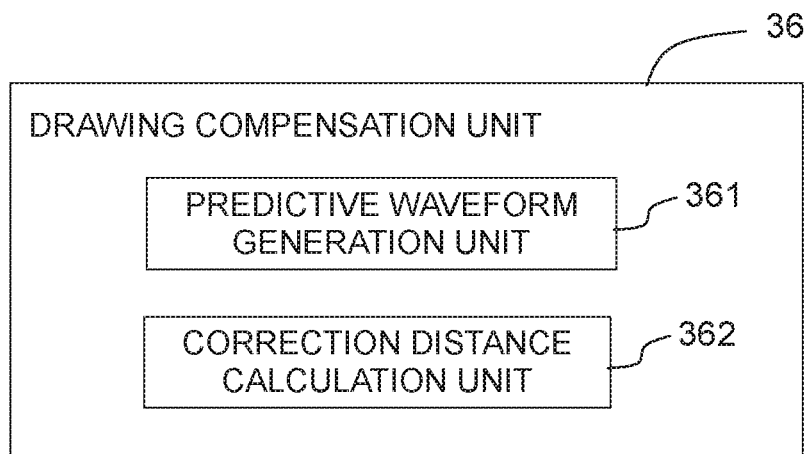 36
DRAWING COMPENSATION UNIT
PREDICTIVE WAVEFORM
GENERATION UNIT
361
CORRECTION DISTANCE
CALCULATION UNIT
362